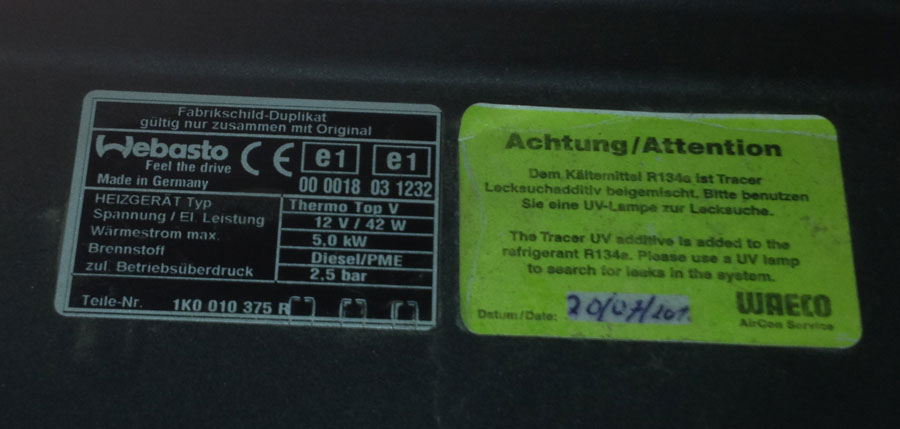 Fabrikschild-Duplikat
gültig nur zusammen mit Original
Webasto CE e1 e1
Feel the drive
Made in Germany 00 0018 03 1232
HEIZGERÄT Typ Thermo Top V
Spannung / El. Leistung 12 V / 42 W
Wärmestrom max. 5,0 kW
Brennstoff Diesel/PME
zul. Betriebsüberdruck 2,5 bar
Teile-Nr. 1K0 010 375 R
Achtung/Attention
Dem Kältemittel R134a ist Tracer
Lecksuchadditiv beigemischt. Bitte benutzen
Sie eine UV-Lampe zur Lecksuche.
The Tracer UV additive is added to the
rafrigerant R134a. Please use a UV lamp
to search for leaks in the system.
Datum/Date: 20/07/201
WAECO
AirCon Service